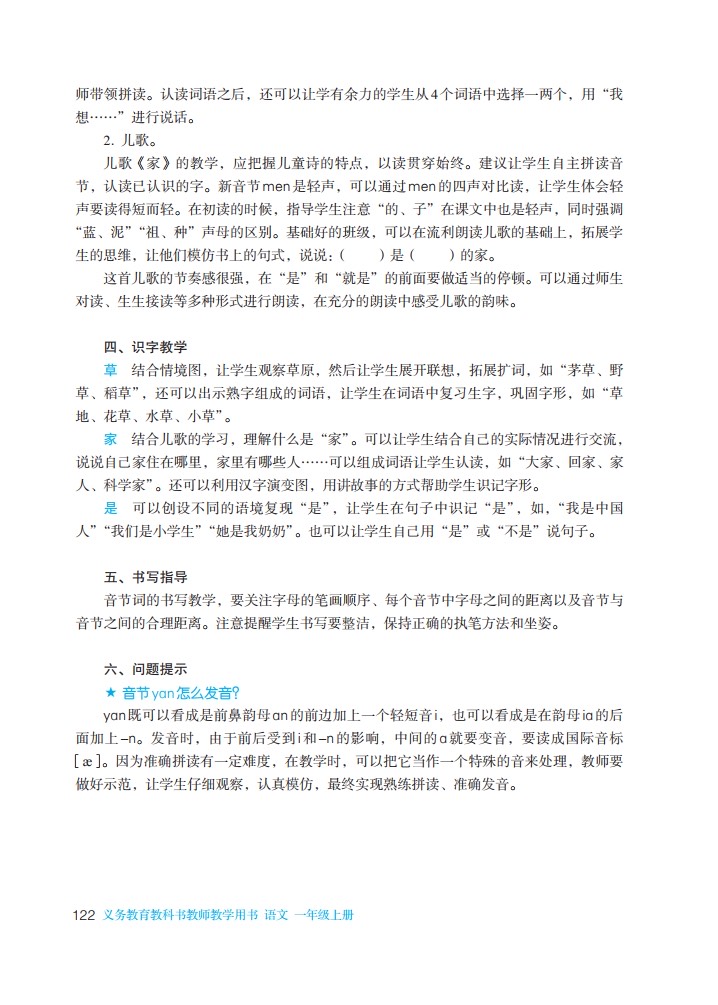 师带领拼读。认读词语之后，还可以让学有余力的学生从4个词语中选择一两个，用“我
想……”进行说话。
2. 儿歌。
儿歌《家》的教学，应把握儿童诗的特点，以读贯穿始终。建议让学生自主拼读音
节，认读已认识的字。新音节men是轻声，可以通过men的四声对比读，让学生体会轻
声要读得短而轻。在初读的时候，指导学生注意“的、子”在课文中也是轻声，同时强调
“蓝、泥”“祖、种”声母的区别。基础好的班级，可以在流利朗读儿歌的基础上，拓展学
生的思维，让他们模仿书上的句式，说说：（　　）是（　　）的家。
这首儿歌的节奏感很强，在“是”和“就是”的前面要做适当的停顿。可以通过师生
对读、生生接读等多种形式进行朗读，在充分的朗读中感受儿歌的韵味。
四、识字教学
草 结合情境图，让学生观察草原，然后让学生展开联想，拓展扩词，如“茅草、野
草、稻草”，还可以出示熟字组成的词语，让学生在词语中复习生字，巩固字形，如“草
地、花草、水草、小草”。
家 结合儿歌的学习，理解什么是“家”。可以让学生结合自己的实际情况进行交流，
说说自己家住在哪里，家里有哪些人……可以组成词语让学生认读，如“大家、回家、家
人、科学家”。还可以利用汉字演变图，用讲故事的方式帮助学生识记字形。
是 可以创设不同的语境复现“是”，让学生在句子中识记“是”，如，“我是中国
人”“我们是小学生”“她是我奶奶”。也可以让学生自己用“是”或“不是”说句子。
五、书写指导
音节词的书写教学，要关注字母的笔画顺序、每个音节中字母之间的距离以及音节与
音节之间的合理距离。注意提醒学生书写要整洁，保持正确的执笔方法和坐姿。
六、问题提示
★ 音节yan怎么发音？
yan既可以看成是前鼻韵母an的前边加上一个轻短音i，也可以看成是在韵母ia的后
面加上–n。发音时，由于前后受到i和–n的影响，中间的a就要变音，要读成国际音标
[æ]。因为准确拼读有一定难度，在教学时，可以把它当作一个特殊的音来处理，教师要
做好示范，让学生仔细观察，认真模仿，最终实现熟练拼读、准确发音。
122 义务教育教科书教师教学用书 语文 一年级上册